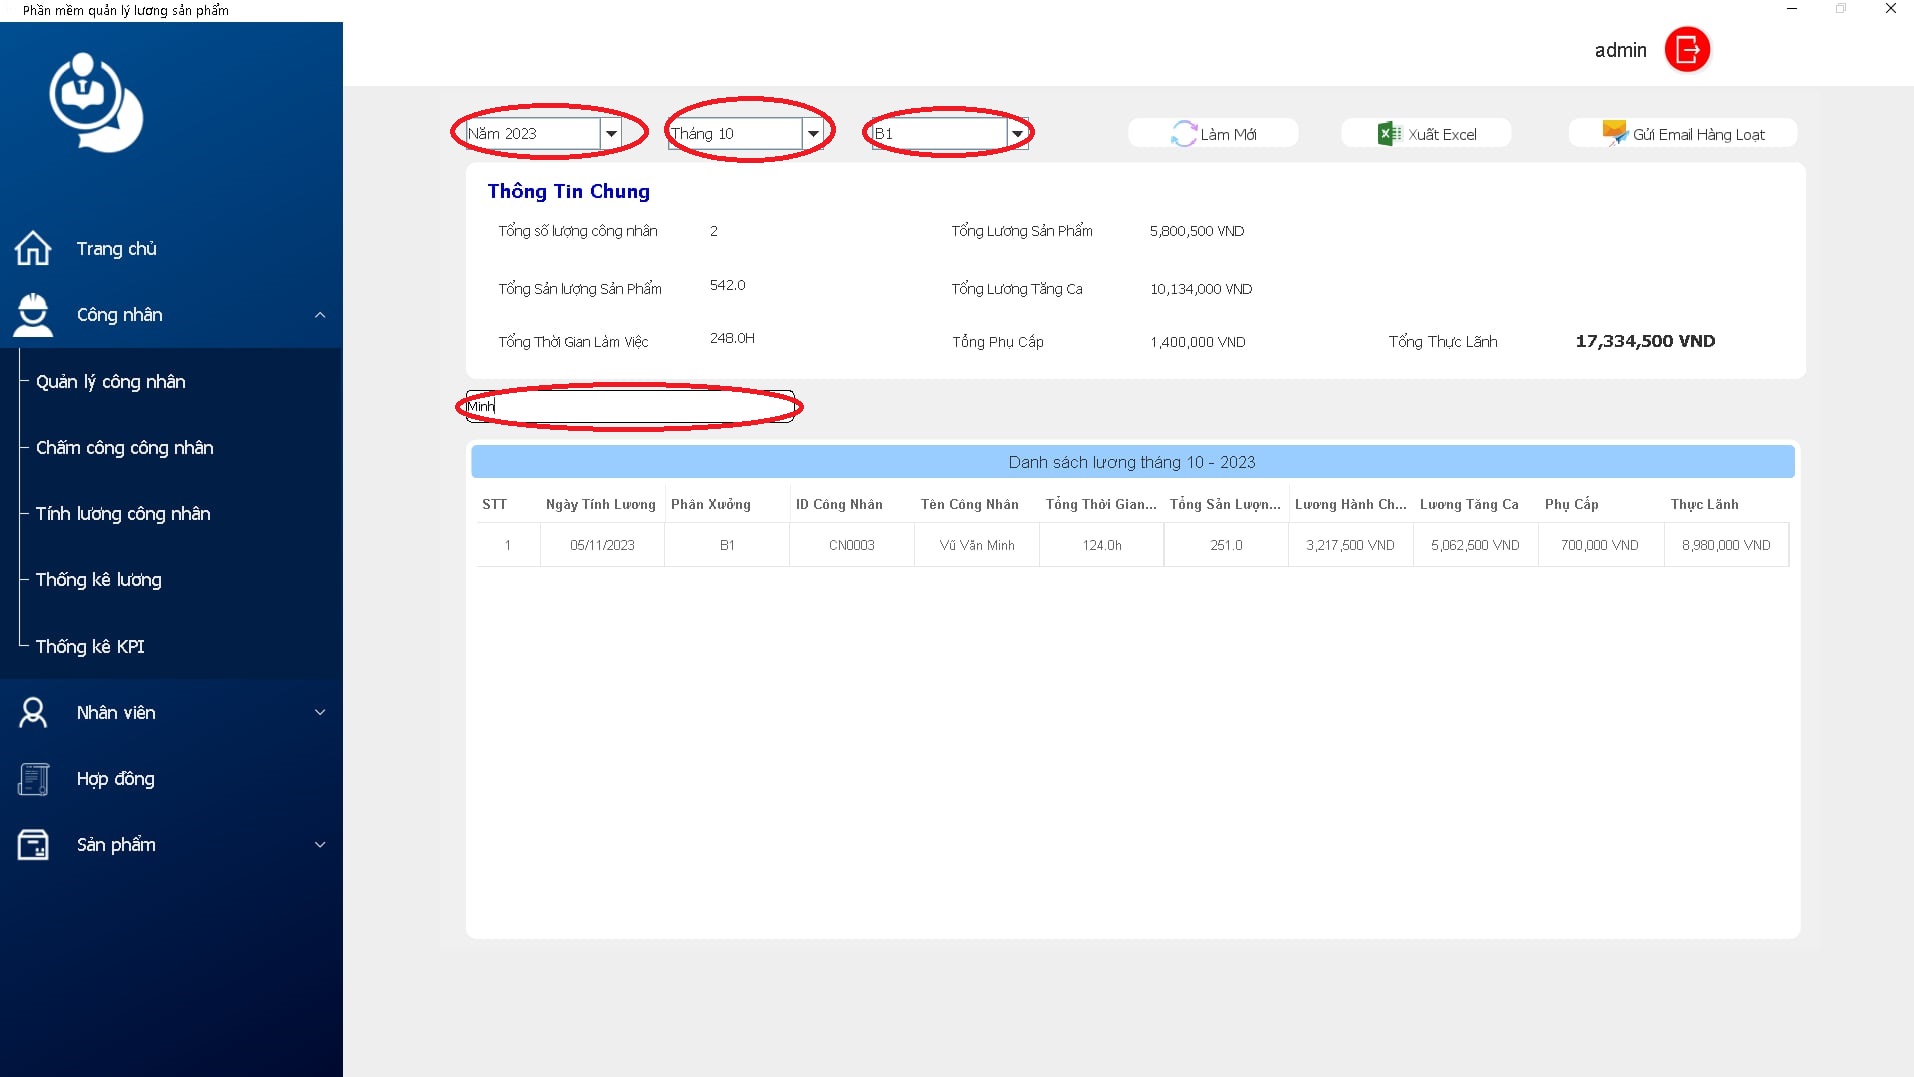 Phần mềm quản lý lương sản phẩm
admin
Trang chủ
Công nhân
Quản lý công nhân
Chấm công công nhân
Tính lương công nhân
Thống kê lương
Thống kê KPI
Nhân viên
Hợp đồng
Sản phẩm
Năm 2023 Tháng 10 B1 Làm Mới Xuất Excel Gửi Email Hàng Loạt
Thông Tin Chung
Tổng số lượng công nhân 2 Tổng Lương Sản Phẩm 5,800,500 VND
Tổng Sản lượng Sản Phẩm 542.0 Tổng Lương Tăng Ca 10,134,000 VND
Tổng Thời Gian Làm Việc 248.0H Tổng Phụ Cấp 1,400,000 VND Tổng Thực Lãnh 17,334,500 VND
Minh
Danh sách lương tháng 10 - 2023
STT Ngày Tính Lương Phân Xưởng ID Công Nhân Tên Công Nhân Tổng Thời Gian... Tổng Sản Lượn... Lương Hành Ch... Lương Tăng Ca Phụ Cấp Thực Lãnh
1 05/11/2023 B1 CN0003 Vũ Văn Minh 124.0h 251.0 3,217,500 VND 5,062,500 VND 700,000 VND 8,980,000 VND